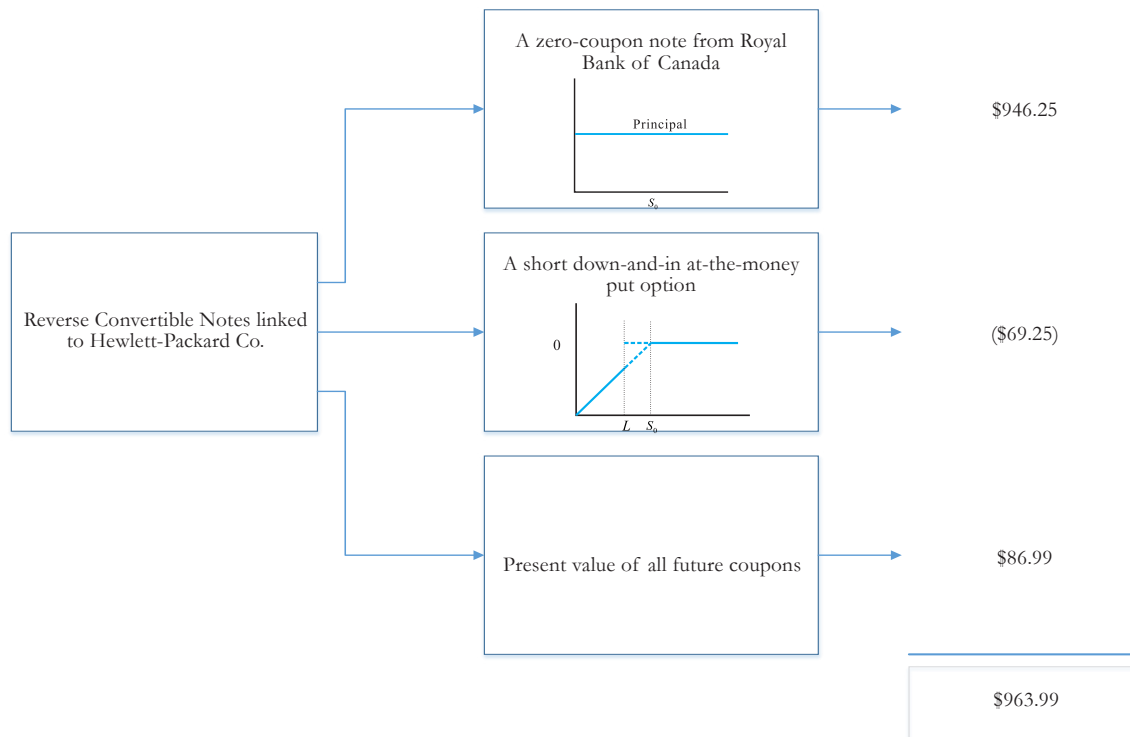 A zero-coupon note from Royal
Bank of Canada
Principal
S₀
$946.25
Reverse Convertible Notes linked
to Hewlett-Packard Co.
A short down-and-in at-the-money
put option
0
L S₀
($69.25)
Present value of all future coupons
$86.99
$963.99